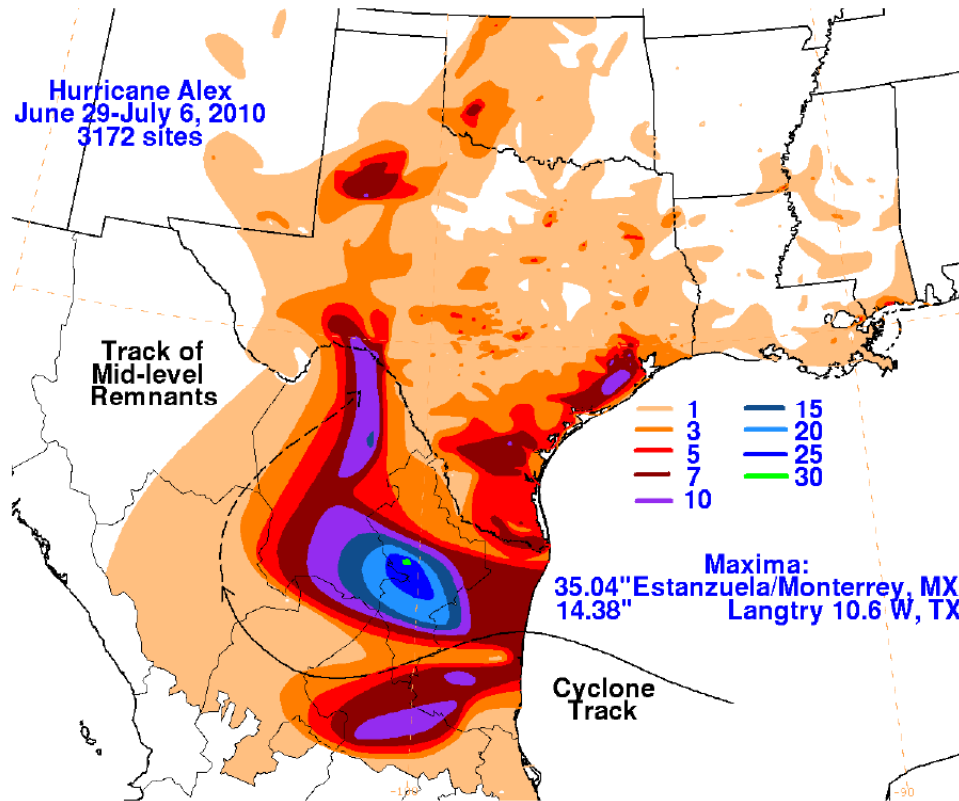 Hurricane Alex
June 29-July 6, 2010
3172 sites
Track of
Mid-level
Remnants
1 15
3 20
5 25
7 30
10
Maxima:
35.04"Estanzuela/Monterrey, MX
14.38" Langtry 10.6 W, TX
Cyclone
Track
-100 -90